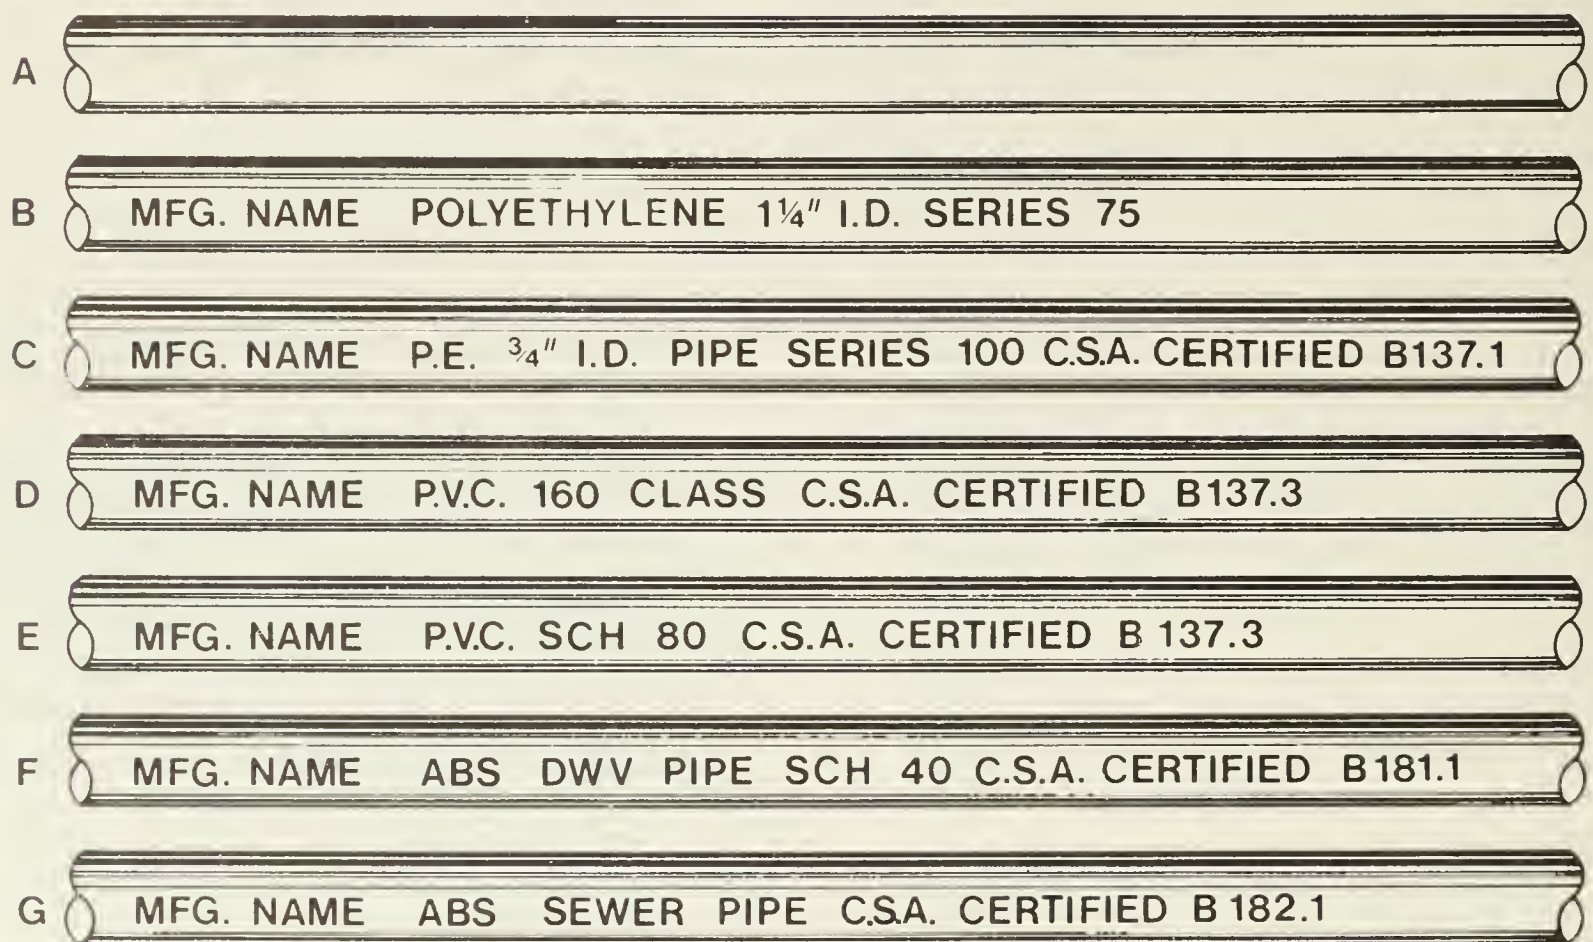 A
B MFG. NAME POLYETHYLENE 1¼" I.D. SERIES 75
C MFG. NAME P.E. ¾" I.D. PIPE SERIES 100 C.S.A. CERTIFIED B137.1
D MFG. NAME P.V.C. 160 CLASS C.S.A. CERTIFIED B137.3
E MFG. NAME P.V.C. SCH 80 C.S.A. CERTIFIED B 137.3
F MFG. NAME ABS DWV PIPE SCH 40 C.S.A. CERTIFIED B181.1
G MFG. NAME ABS SEWER PIPE C.S.A. CERTIFIED B 182.1